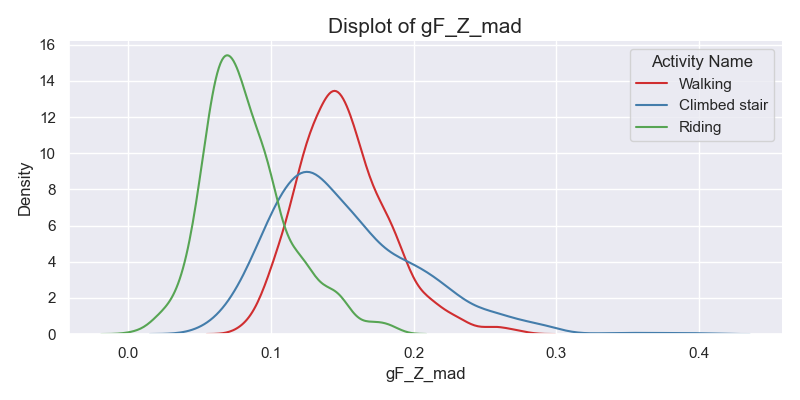 Displot of gF_Z_mad
Activity Name
Walking
Climbed stair
Riding
Density
16
14
12
10
8
6
4
2
0
0.0 0.1 0.2 0.3 0.4
gF_Z_mad